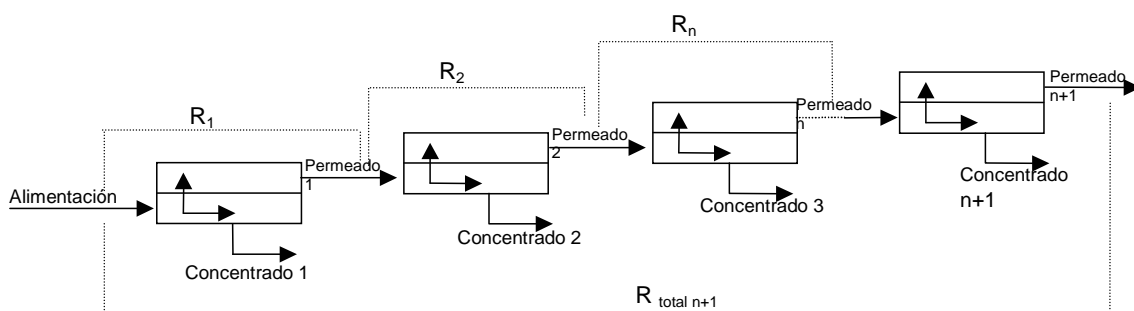 R1
R2
Rn
Alimentación
Permeado
1
Permeado
2
Permeado
n
Permeado
n+1
Concentrado 1
Concentrado 2
Concentrado 3
Concentrado
n+1
R total n+1